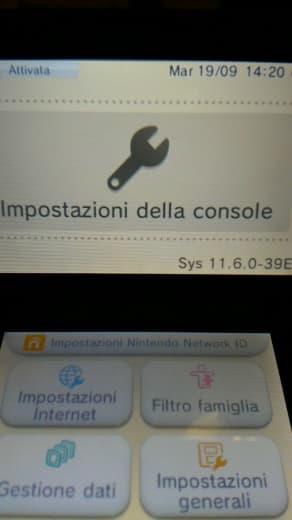 Attivata
Mar 19/09 14:20
Impostazioni della console
Sys 11.6.0-39E
Impostazioni Nintendo Network ID
Impostazioni
Internet
Filtro famiglia
Gestione dati
Impostazioni
generali